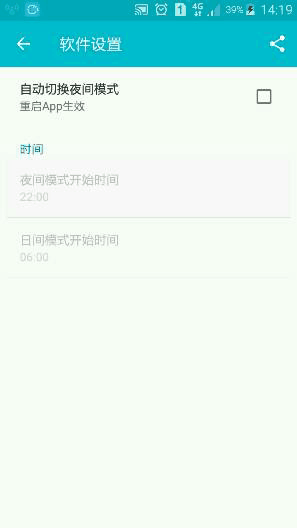 4G
1
39%
14:19
软件设置
自动切换夜间模式
重启App生效
时间
夜间模式开始时间
22:00
日间模式开始时间
06:00